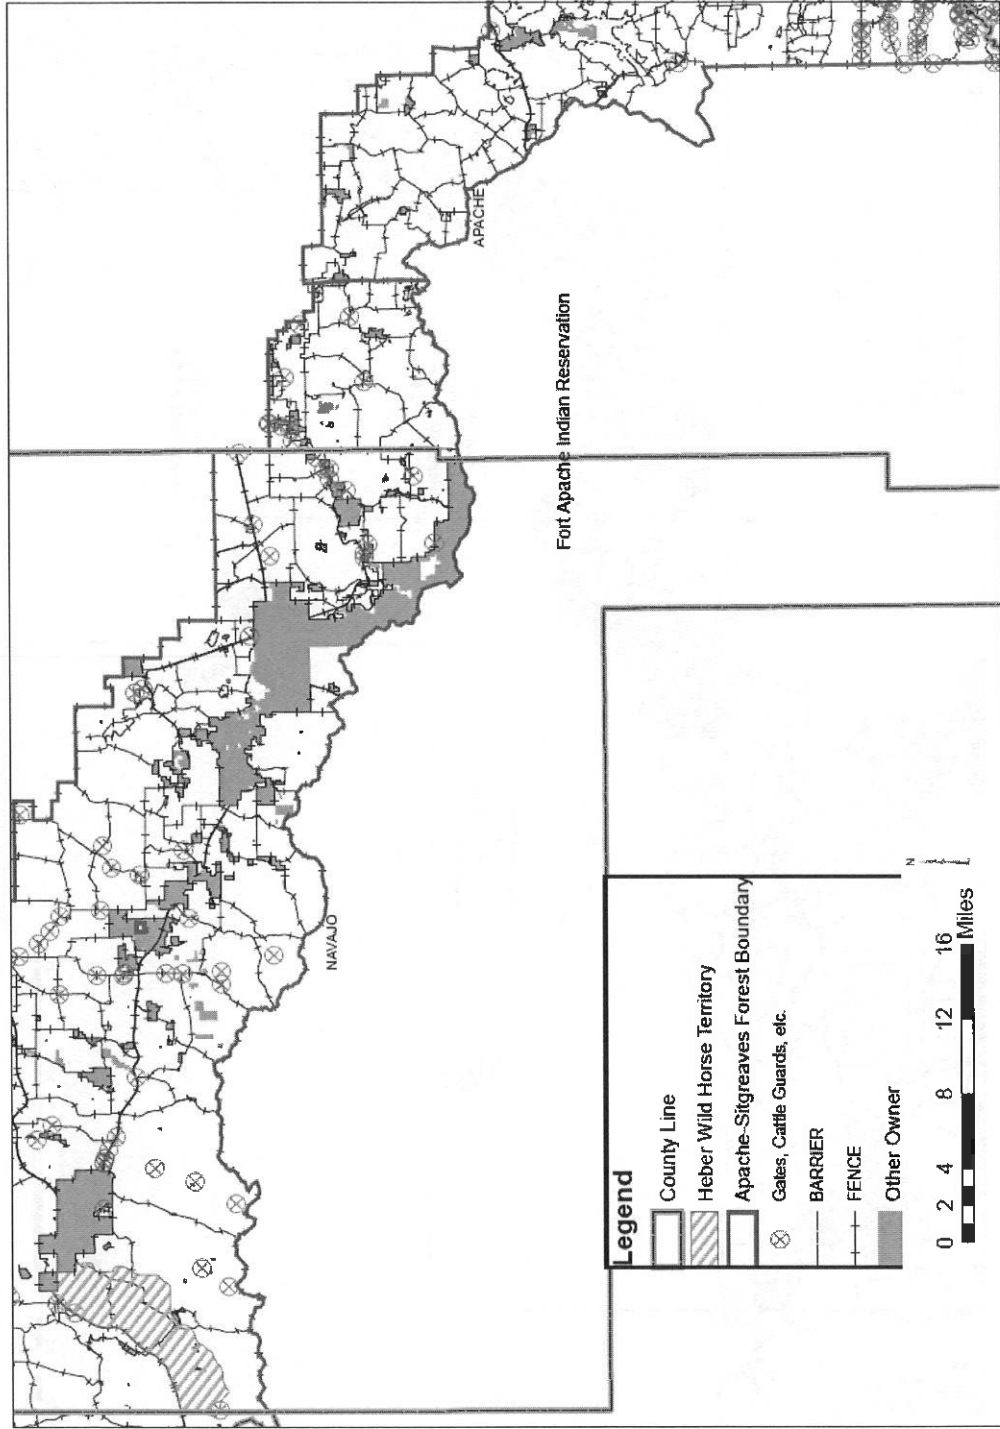 APACHE
Fort Apache Indian Reservation
NAVAJO
Legend
County Line
Heber Wild Horse Territory
Apache-Sitgreaves Forest Boundary
Gates, Cattle Guards, etc.
BARRIER
FENCE
Other Owner
N
0 2 4 8 12 16
Miles